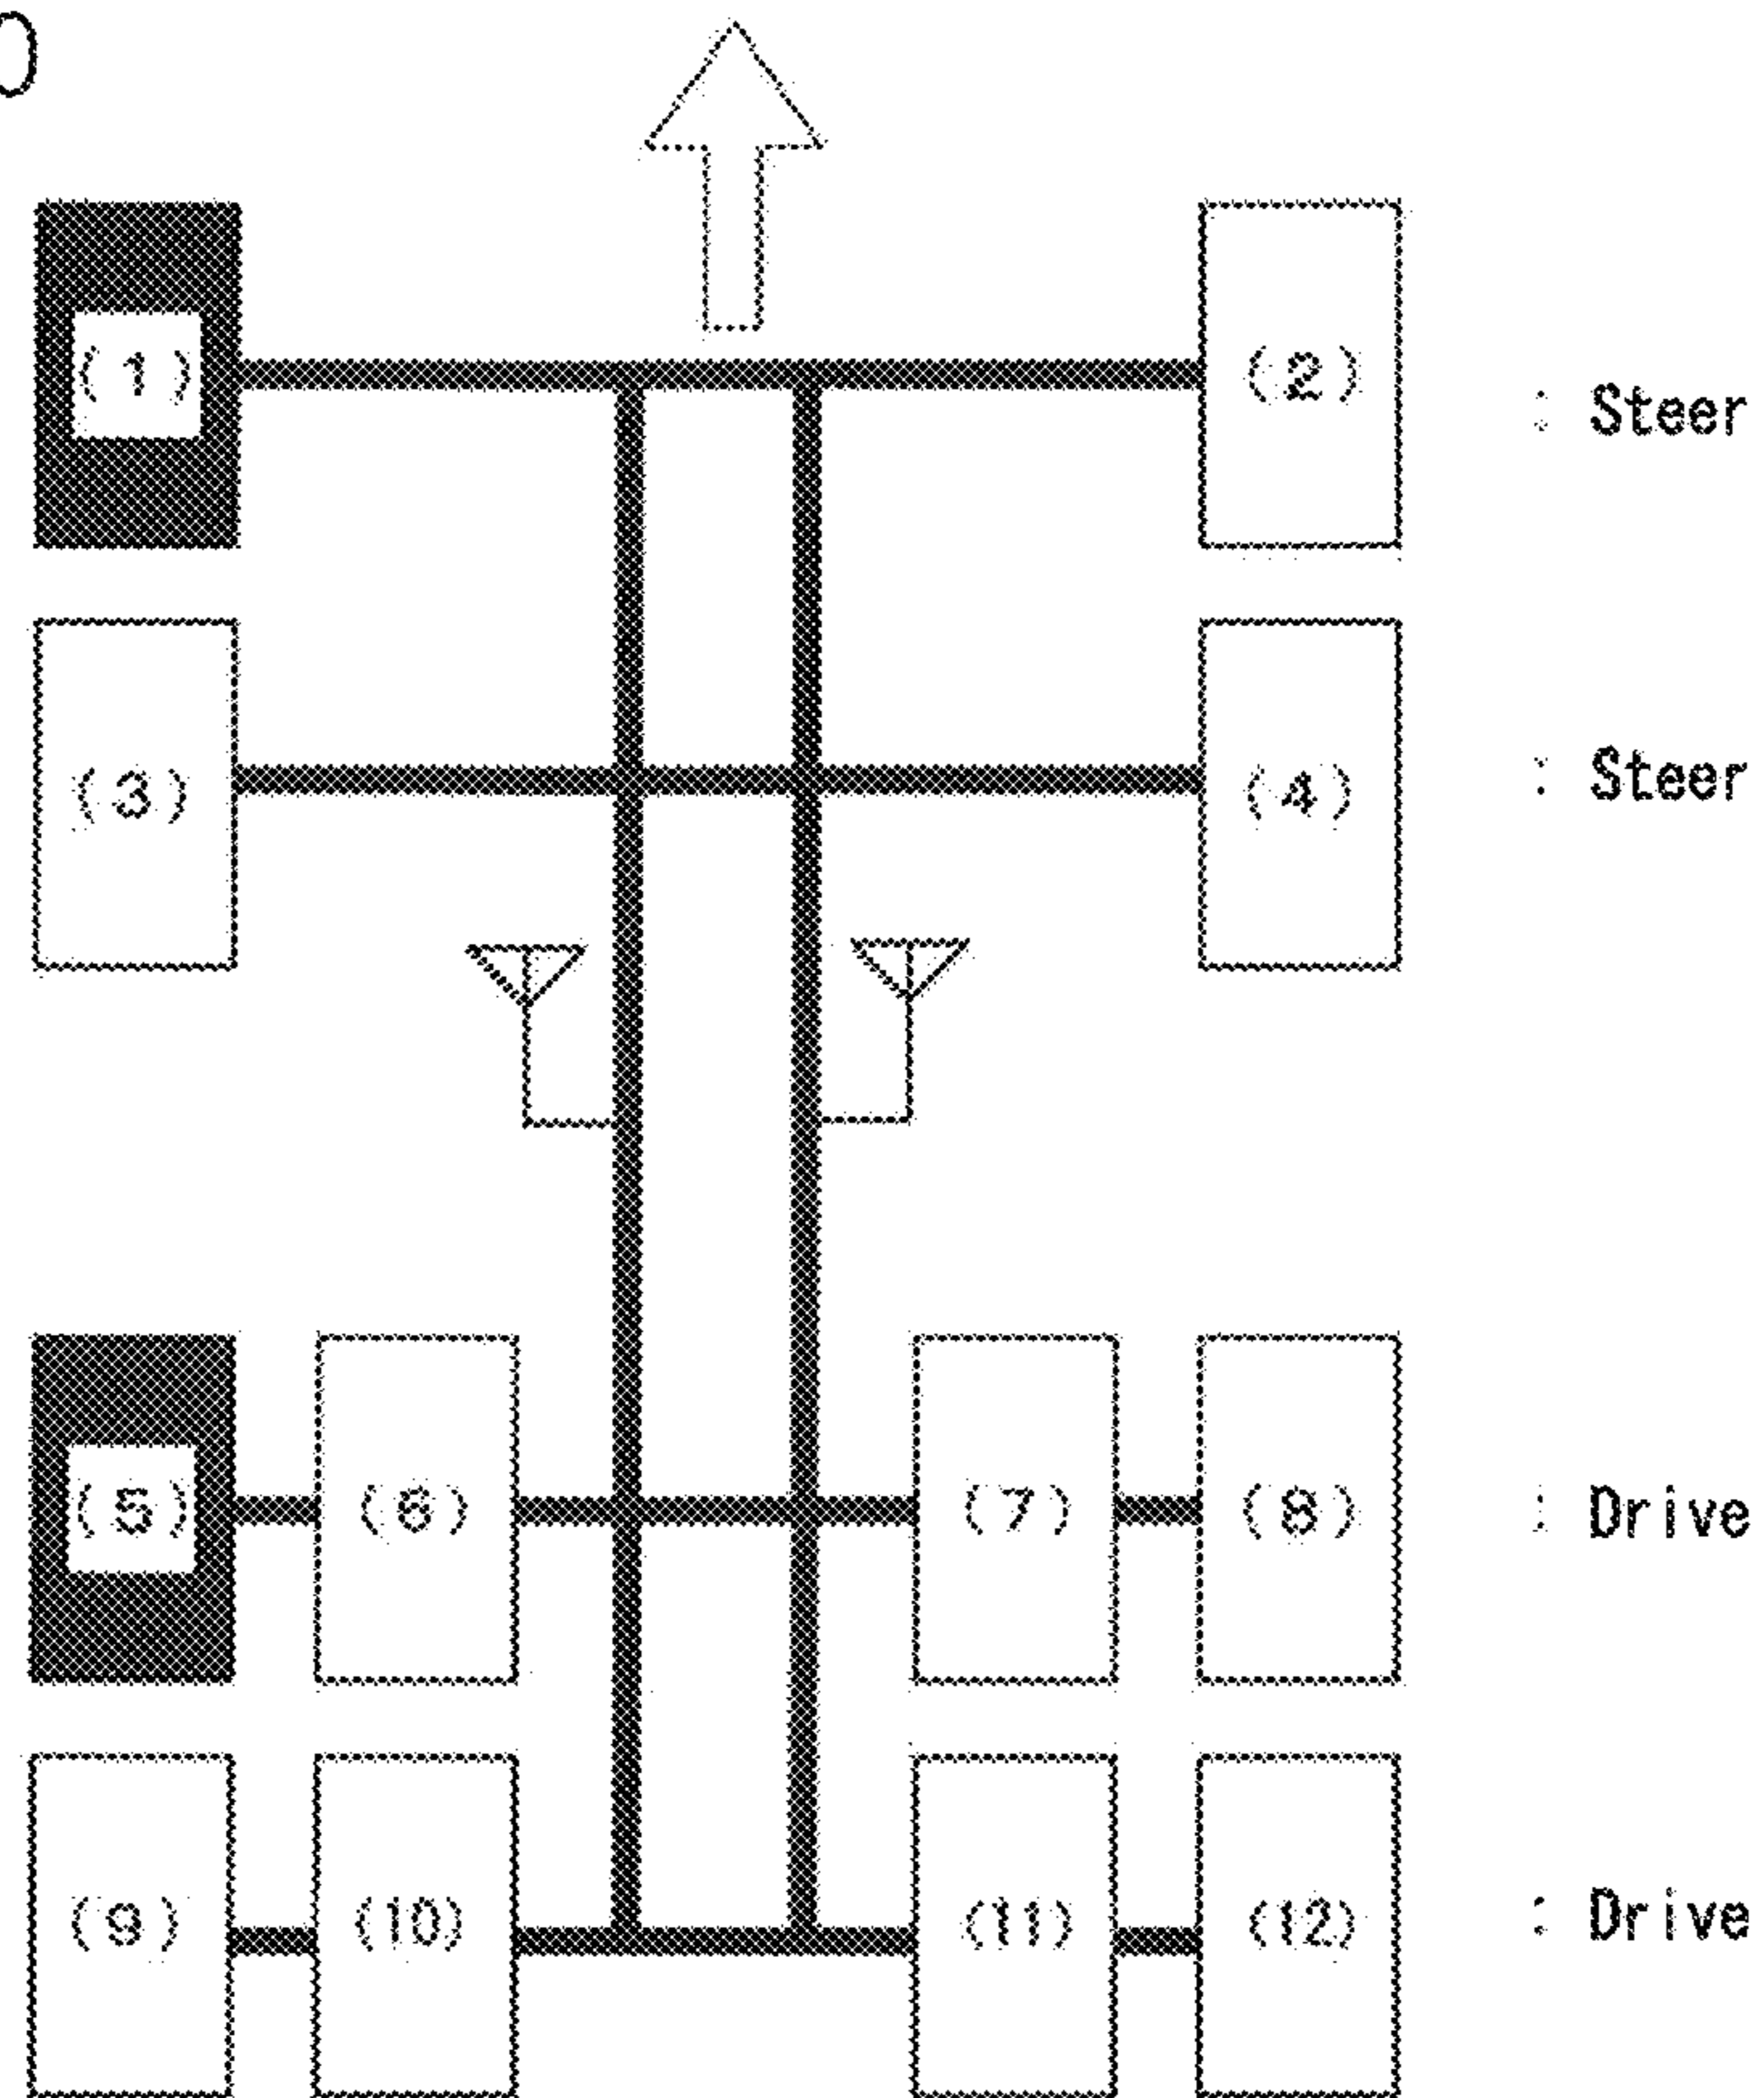 (1) (2) : Steer
(3) (4) : Steer
(5) (6) (7) (8) : Drive
(9) (10) (11) (12) : Drive